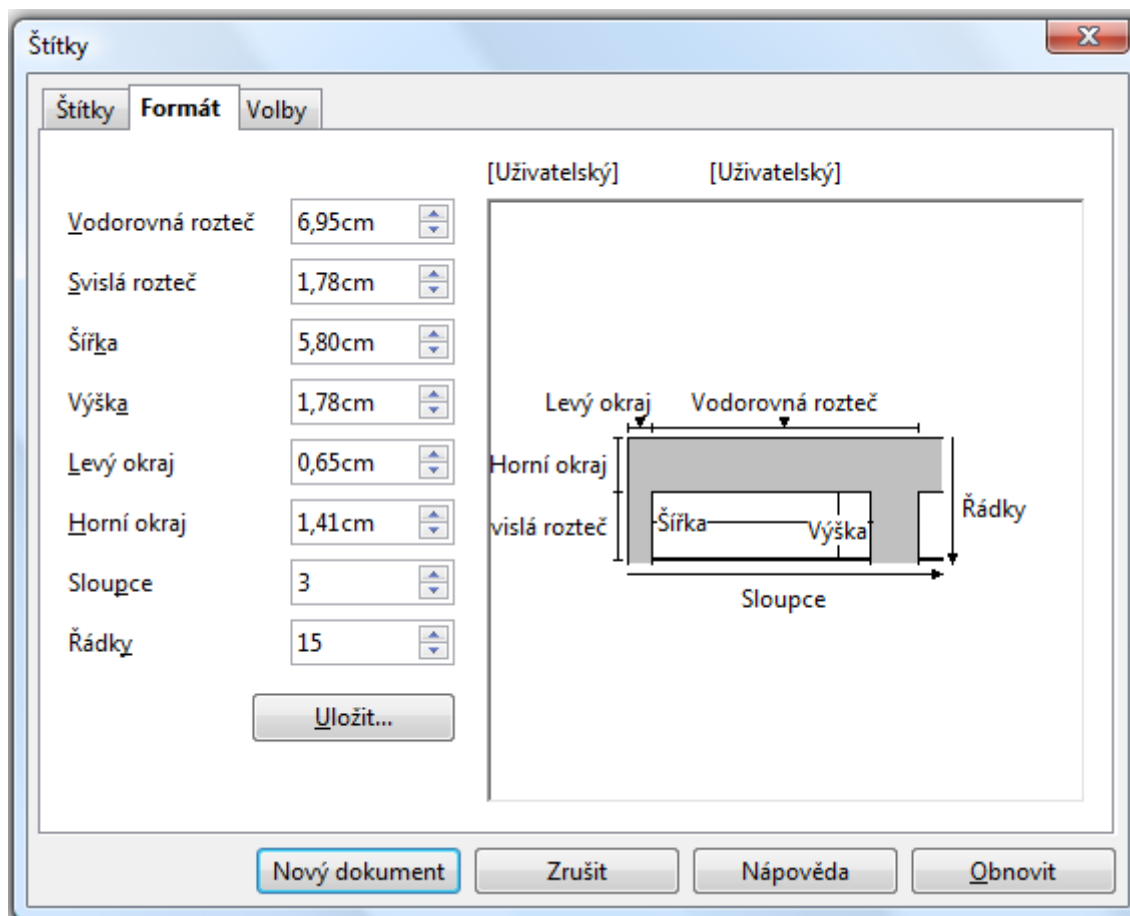 Štítky
Štítky Formát Volby
[Uživatelský] [Uživatelský]
Vodorovná rozteč 6,95cm
Svislá rozteč 1,78cm
Šířka 5,80cm
Výška 1,78cm
Levý okraj 0,65cm
Horní okraj 1,41cm
Sloupce 3
Řádky 15
Uložit...
Levý okraj Vodorovná rozteč
Horní okraj
vislá rozteč Šířka Výška Řádky
Sloupce
Nový dokument Zrušit Nápověda Obnovit